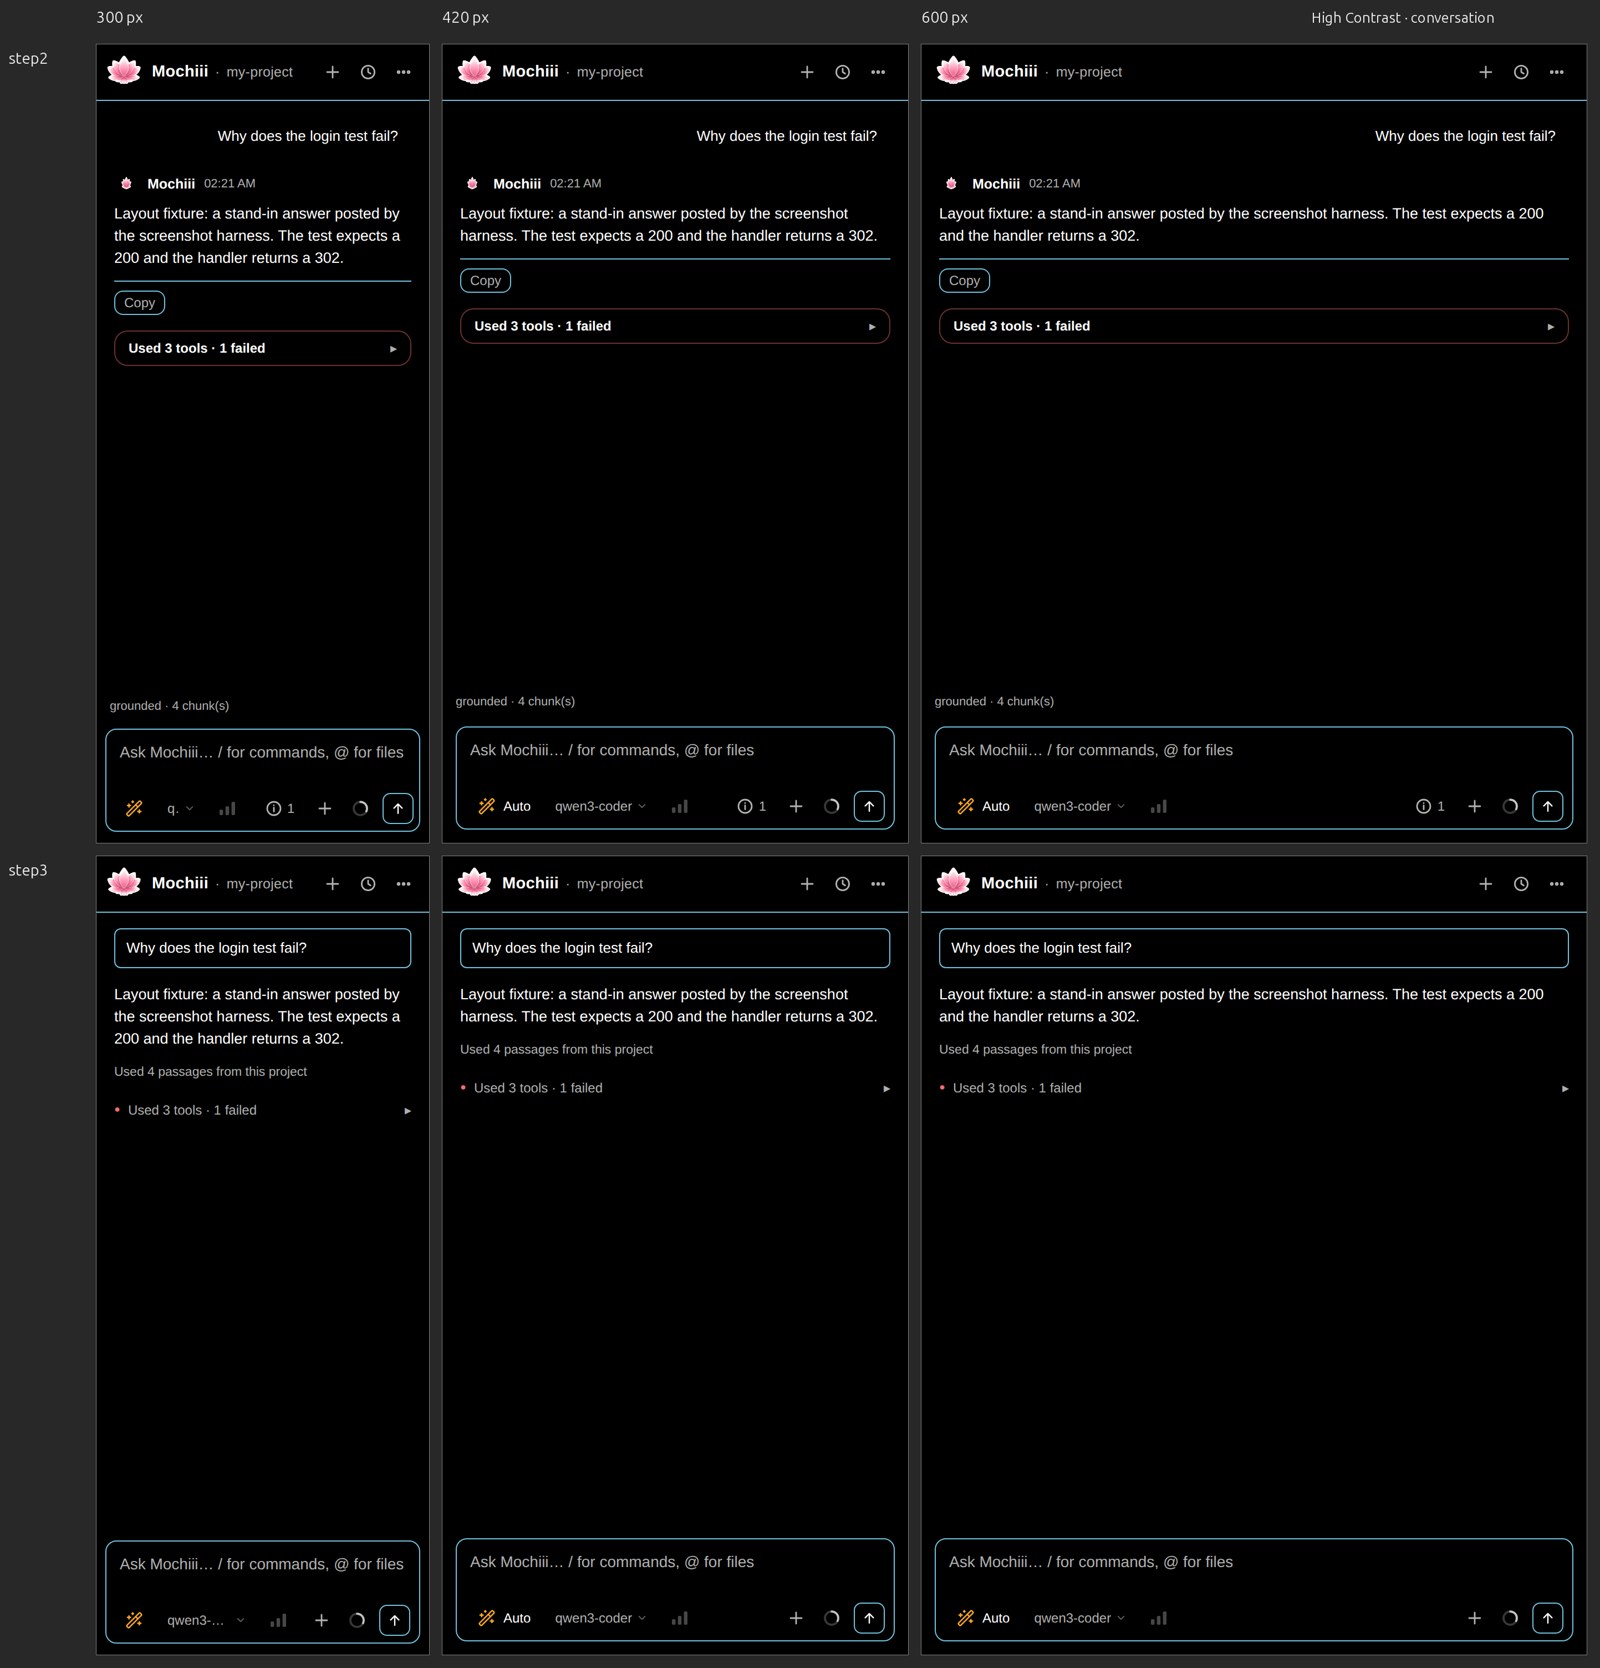 300 px
420 px
600 px
High Contrast · conversation
step2
Mochiii · my-project
Why does the login test fail?
Mochiii 02:21 AM
Layout fixture: a stand-in answer posted by
the screenshot harness. The test expects a
200 and the handler returns a 302.
Copy
Used 3 tools · 1 failed
grounded · 4 chunk(s)
Ask Mochiii… / for commands, @ for files
q.
1
Mochiii · my-project
Why does the login test fail?
Mochiii 02:21 AM
Layout fixture: a stand-in answer posted by the screenshot
harness. The test expects a 200 and the handler returns a 302.
Copy
Used 3 tools · 1 failed
grounded · 4 chunk(s)
Ask Mochiii… / for commands, @ for files
Auto qwen3-coder 1
Mochiii · my-project
Why does the login test fail?
Mochiii 02:21 AM
Layout fixture: a stand-in answer posted by the screenshot harness. The test expects a 200
and the handler returns a 302.
Copy
Used 3 tools · 1 failed
grounded · 4 chunk(s)
Ask Mochiii… / for commands, @ for files
Auto qwen3-coder 1
step3
Mochiii · my-project
Why does the login test fail?
Layout fixture: a stand-in answer posted by
the screenshot harness. The test expects a
200 and the handler returns a 302.
Used 4 passages from this project
• Used 3 tools · 1 failed
Ask Mochiii… / for commands, @ for files
qwen3-…
Mochiii · my-project
Why does the login test fail?
Layout fixture: a stand-in answer posted by the screenshot
harness. The test expects a 200 and the handler returns a 302.
Used 4 passages from this project
• Used 3 tools · 1 failed
Ask Mochiii… / for commands, @ for files
Auto qwen3-coder
Mochiii · my-project
Why does the login test fail?
Layout fixture: a stand-in answer posted by the screenshot harness. The test expects a 200
and the handler returns a 302.
Used 4 passages from this project
• Used 3 tools · 1 failed
Ask Mochiii… / for commands, @ for files
Auto qwen3-coder